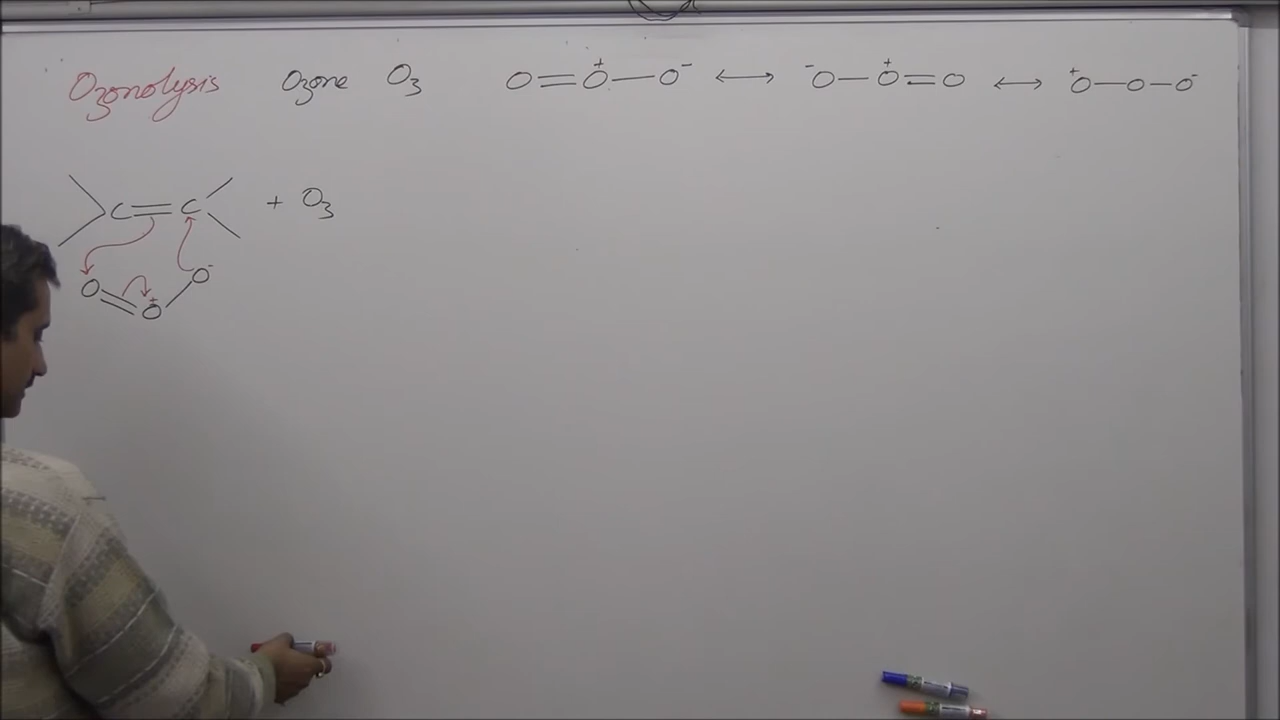 Ozonolysis Ozone O₃ O=O⁺—O⁻ ⟷ ⁻O—O⁺=O ⟷ ⁺O—O—O⁻
C=C + O₃
O=O⁺—O⁻